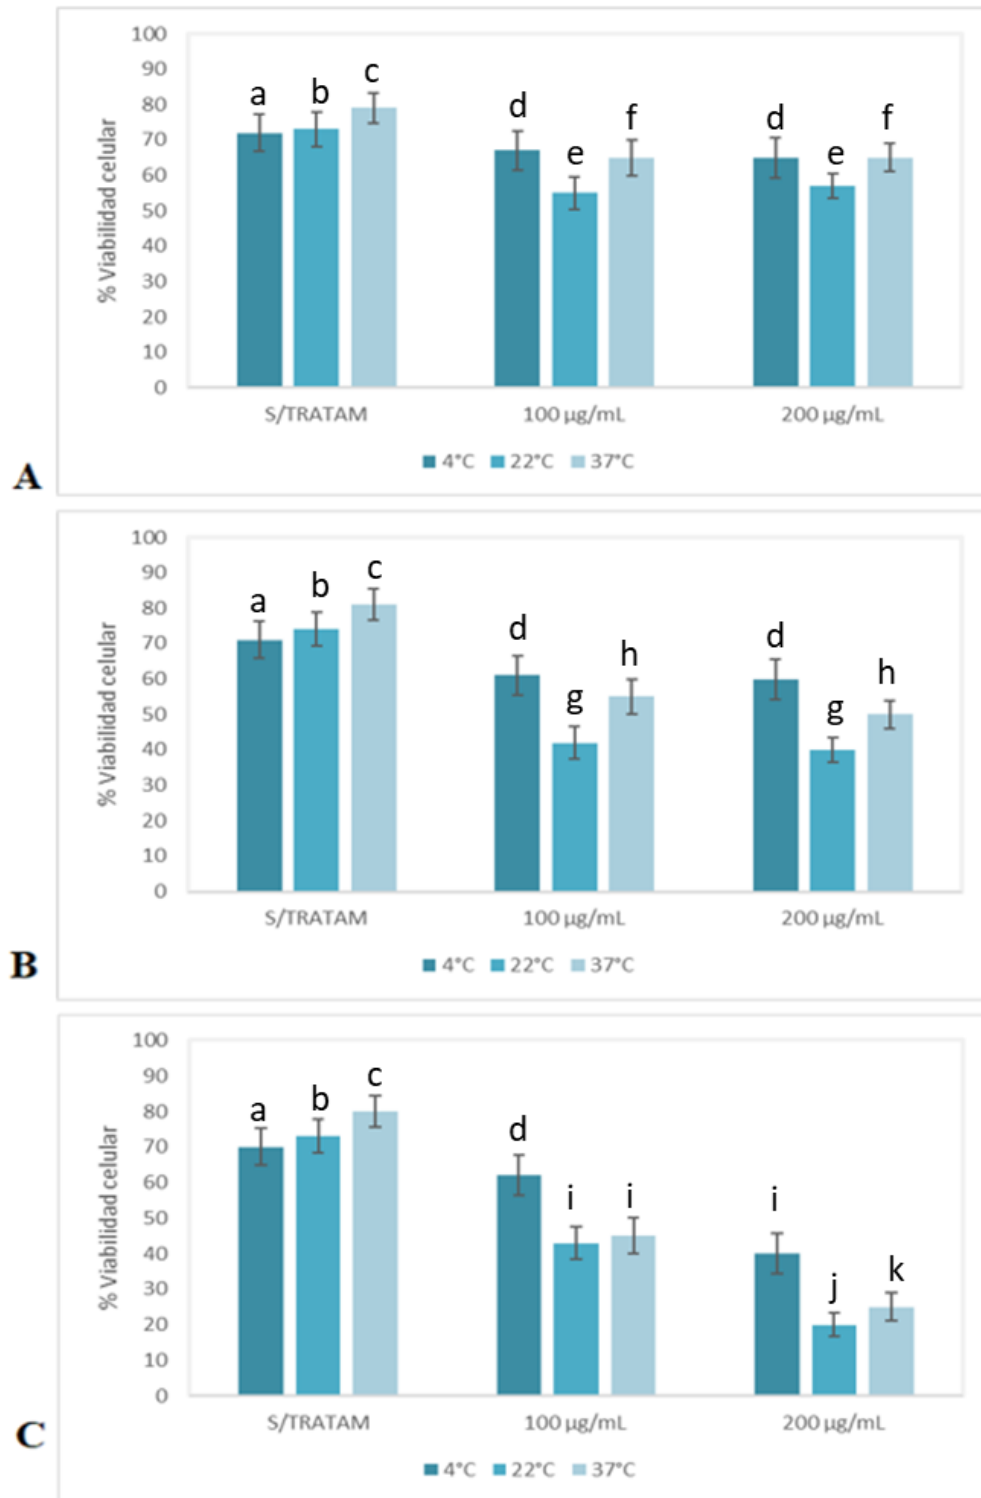 100
90
80
70
60
50
40
30
20
10
0
% Viabilidad celular
a b c d e f d e f
S/TRATAM 100 µg/mL 200 µg/mL
4°C 22°C 37°C
A
100
90
80
70
60
50
40
30
20
10
0
% Viabilidad celular
a b c d g h d g h
S/TRATAM 100 µg/mL 200 µg/mL
4°C 22°C 37°C
B
100
90
80
70
60
50
40
30
20
10
0
% Viabilidad celular
a b c d i i i j k
S/TRATAM 100 µg/mL 200 µg/mL
4°C 22°C 37°C
C